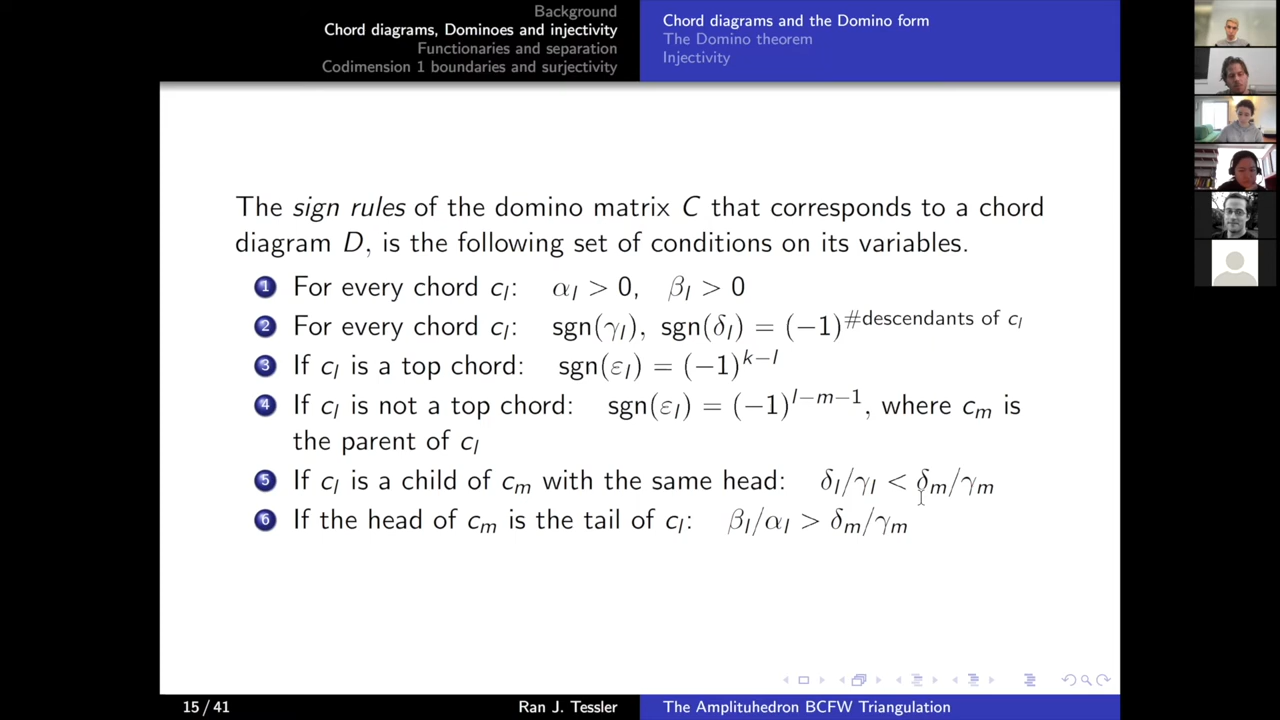 Background
Chord diagrams, Dominoes and injectivity
Functionaries and separation
Codimension 1 boundaries and surjectivity
Chord diagrams and the Domino form
The Domino theorem
Injectivity
The sign rules of the domino matrix C that corresponds to a chord
diagram D, is the following set of conditions on its variables.
1 For every chord c_l: α_l > 0, β_l > 0
2 For every chord c_l: sgn(γ_l), sgn(δ_l) = (−1)^{#descendants of c_l}
3 If c_l is a top chord: sgn(ε_l) = (−1)^{k−l}
4 If c_l is not a top chord: sgn(ε_l) = (−1)^{l−m−1}, where c_m is
the parent of c_l
5 If c_l is a child of c_m with the same head: δ_l/γ_l < δ_m/γ_m
6 If the head of c_m is the tail of c_l: β_l/α_l > δ_m/γ_m
15 / 41
Ran J. Tessler
The Amplituhedron BCFW Triangulation